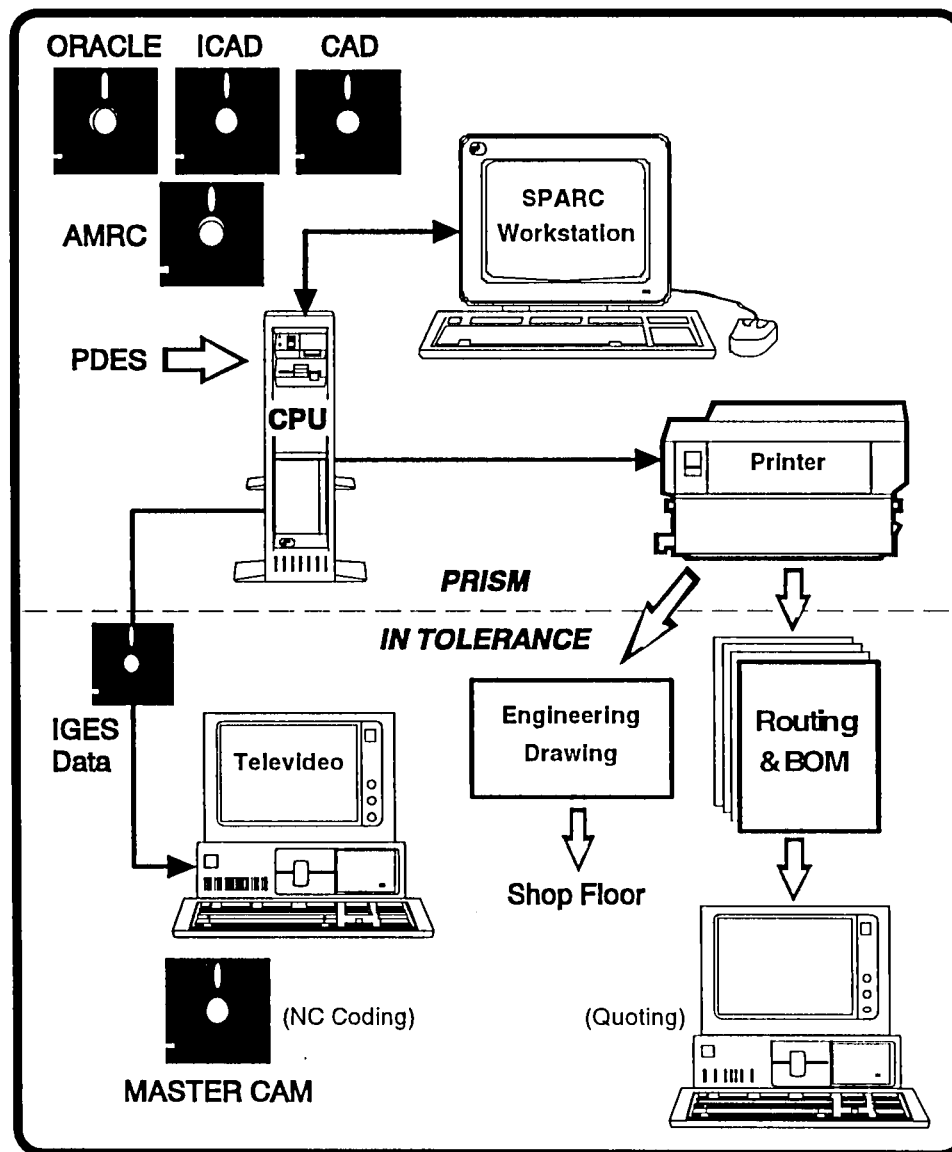 ORACLE ICAD CAD
SPARC
Workstation
AMRC
PDES
CPU
Printer
PRISM
IN TOLERANCE
IGES
Data
Televideo
Engineering
Drawing
Routing
& BOM
Shop Floor
(NC Coding)
(Quoting)
MASTER CAM